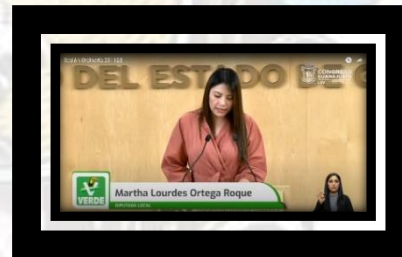 DEL ESTADO DE G
CONGRESO
VERDE
Martha Lourdes Ortega Roque
DIPUTADA LOCAL